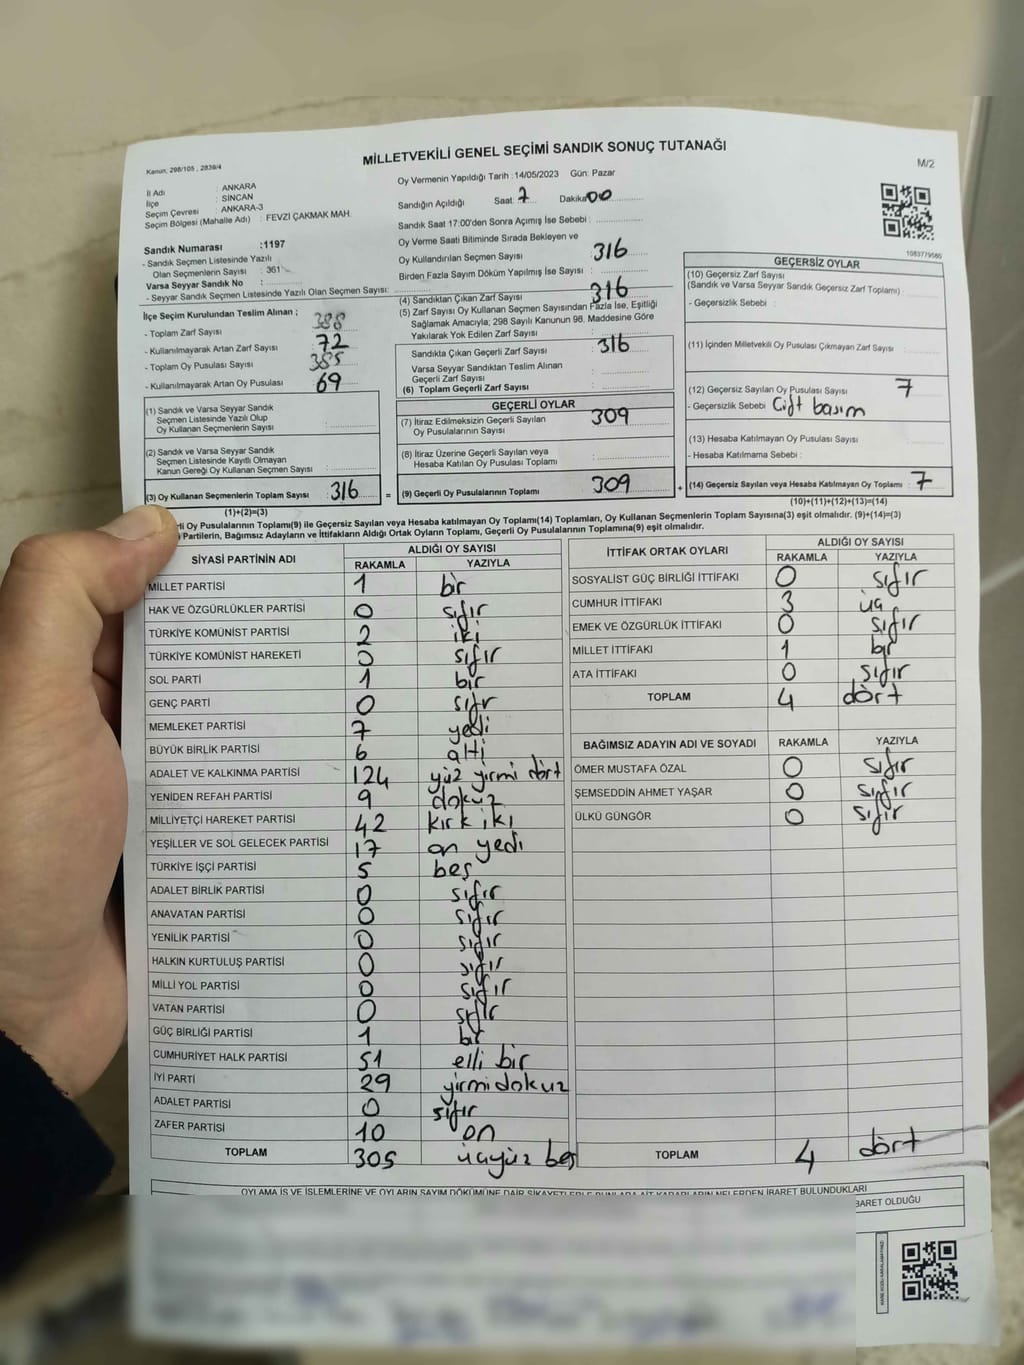 Kanun, 298/105 , 2839/4
MİLLETVEKİLİ GENEL SEÇİMİ SANDIK SONUÇ TUTANAĞI
M/2
İl Adı : ANKARA
İlçe : SİNCAN
Seçim Çevresi : ANKARA-3
Seçim Bölgesi (Mahalle Adı) : FEVZİ ÇAKMAK MAH.
Sandık Numarası :1197
- Sandık Seçmen Listesinde Yazılı
Olan Seçmenlerin Sayısı : 361
Varsa Seyyar Sandık No :
- Seyyar Sandık Seçmen Listesinde Yazılı Olan Seçmen Sayısı:
İlçe Seçim Kurulundan Teslim Alınan ;
- Toplam Zarf Sayısı 388
- Kullanılmayarak Artan Zarf Sayısı 72
- Toplam Oy Pusulası Sayısı 385
- Kullanılmayarak Artan Oy Pusulası 69
(1) Sandık ve Varsa Seyyar Sandık
Seçmen Listesinde Yazılı Olup
Oy Kullanan Seçmenlerin Sayısı :
(2) Sandık ve Varsa Seyyar Sandık
Seçmen Listesinde Kayıtlı Olmayan
Kanun Gereği Oy Kullanan Seçmen Sayısı :
(3) Oy Kullanan Seçmenlerin Toplam Sayısı : 316
(1)+(2)=(3)
Oy Vermenin Yapıldığı Tarih :14/05/2023 Gün: Pazar
Sandığın Açıldığı Saat: 7 Dakika 00
Sandık Saat 17:00'den Sonra Açımış İse Sebebi :
Oy Verme Saati Bitiminde Sırada Bekleyen ve
Oy Kullandırılan Seçmen Sayısı : 316
Birden Fazla Sayım Döküm Yapılmış İse Sayısı :
(4) Sandıktan Çıkan Zarf Sayısı : 316
(5) Zarf Sayısı Oy Kullanan Seçmen Sayısından Fazla İse, Eşitliği
Sağlamak Amacıyla; 298 Sayılı Kanunun 98. Maddesine Göre
Yakılarak Yok Edilen Zarf Sayısı :
Sandıkta Çıkan Geçerli Zarf Sayısı : 316
Varsa Seyyar Sandıktan Teslim Alınan
Geçerli Zarf Sayısı :
(6) Toplam Geçerli Zarf Sayısı :
GEÇERLİ OYLAR
(7) İtiraz Edilmeksizin Geçerli Sayılan
Oy Pusulalarının Sayısı : 309
(8) İtiraz Üzerine Geçerli Sayılan veya
Hesaba Katılan Oy Pusulası Toplamı :
= (9) Geçerli Oy Pusulalarının Toplamı : 309
1083779585
GEÇERSİZ OYLAR
(10) Geçersiz Zarf Sayısı
(Sandık ve Varsa Seyyar Sandık Geçersiz Zarf Toplamı) :
- Geçersizlik Sebebi :
(11) İçinden Milletvekili Oy Pusulası Çıkmayan Zarf Sayısı :
(12) Geçersiz Sayılan Oy Pusulası Sayısı : 7
- Geçersizlik Sebebi Çift basım
(13) Hesaba Katılmayan Oy Pusulası Sayısı :
- Hesaba Katılmama Sebebi :
+ (14) Geçersiz Sayılan veya Hesaba Katılmayan Oy Toplamı : 7
(10)+(11)+(12)+(13)=(14)
Oy Pusulalarının Toplamı(9) ile Geçersiz Sayılan veya Hesaba katılmayan Oy Toplamı(14) Toplamları, Oy Kullanan Seçmenlerin Toplam Sayısına(3) eşit olmalıdır. (9)+(14)=(3)
Partilerin, Bağımsız Adayların ve İttifakların Aldığı Ortak Oyların Toplamı, Geçerli Oy Pusulalarının Toplamına(9) eşit olmalıdır.
SİYASİ PARTİNİN ADI ALDIĞI OY SAYISI
RAKAMLA YAZIYLA
MİLLET PARTİSİ 1 bir
HAK VE ÖZGÜRLÜKLER PARTİSİ 0 sıfır
TÜRKİYE KOMÜNİST PARTİSİ 2 iki
TÜRKİYE KOMÜNİST HAREKETİ 0 sıfır
SOL PARTİ 1 bir
GENÇ PARTİ 0 sıfır
MEMLEKET PARTİSİ 7 yedi
BÜYÜK BİRLİK PARTİSİ 6 altı
ADALET VE KALKINMA PARTİSİ 124 yüz yirmi dört
YENİDEN REFAH PARTİSİ 9 dokuz
MİLLİYETÇİ HAREKET PARTİSİ 42 kırk iki
YEŞİLLER VE SOL GELECEK PARTİSİ 17 on yedi
TÜRKİYE İŞÇİ PARTİSİ 5 beş
ADALET BİRLİK PARTİSİ 0 sıfır
ANAVATAN PARTİSİ 0 sıfır
YENİLİK PARTİSİ 0 sıfır
HALKIN KURTULUŞ PARTİSİ 0 sıfır
MİLLİ YOL PARTİSİ 0 sıfır
VATAN PARTİSİ 0 sıfır
GÜÇ BİRLİĞİ PARTİSİ 1 bir
CUMHURİYET HALK PARTİSİ 51 elli bir
İYİ PARTİ 29 yirmidokuz
ADALET PARTİSİ 0 sıfır
ZAFER PARTİSİ 10 on
TOPLAM 305 üçyüz beş
İTTİFAK ORTAK OYLARI ALDIĞI OY SAYISI
RAKAMLA YAZIYLA
SOSYALİST GÜÇ BİRLİĞİ İTTİFAKI 0 sıfır
CUMHUR İTTİFAKI 3 üç
EMEK VE ÖZGÜRLÜK İTTİFAKI 0 sıfır
MİLLET İTTİFAKI 1 bir
ATA İTTİFAKI 0 sıfır
TOPLAM 4 dört
BAĞIMSIZ ADAYIN ADI VE SOYADI RAKAMLA YAZIYLA
ÖMER MUSTAFA ÖZAL 0 sıfır
ŞEMSEDDİN AHMET YAŞAR 0 sıfır
ÜLKÜ GÜNGÖR 0 sıfır
TOPLAM 4 dört
OYLAMA İŞ VE İŞLEMLERİNE VE OYLARIN SAYIM DÖKÜMÜNE DAİR ŞİKAYETLERLE BUNLARA AİT KARARLARIN NELERDEN İBARET BULUNDUKLARI
BARET OLDUĞU